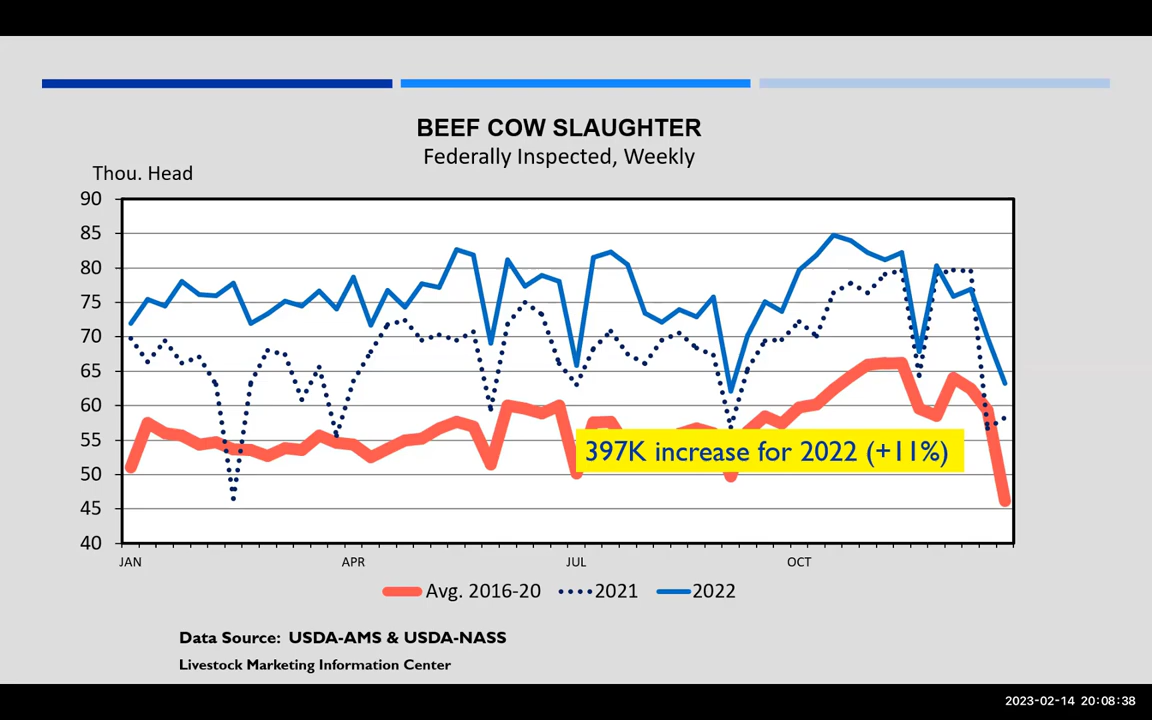 BEEF COW SLAUGHTER
Federally Inspected, Weekly
Thou. Head
90
85
80
75
70
65
60
55
50
45
40
397K increase for 2022 (+11%)
JAN APR JUL OCT
Avg. 2016-20 2021 2022
Data Source: USDA-AMS & USDA-NASS
Livestock Marketing Information Center
2023-02-14 20:08:38